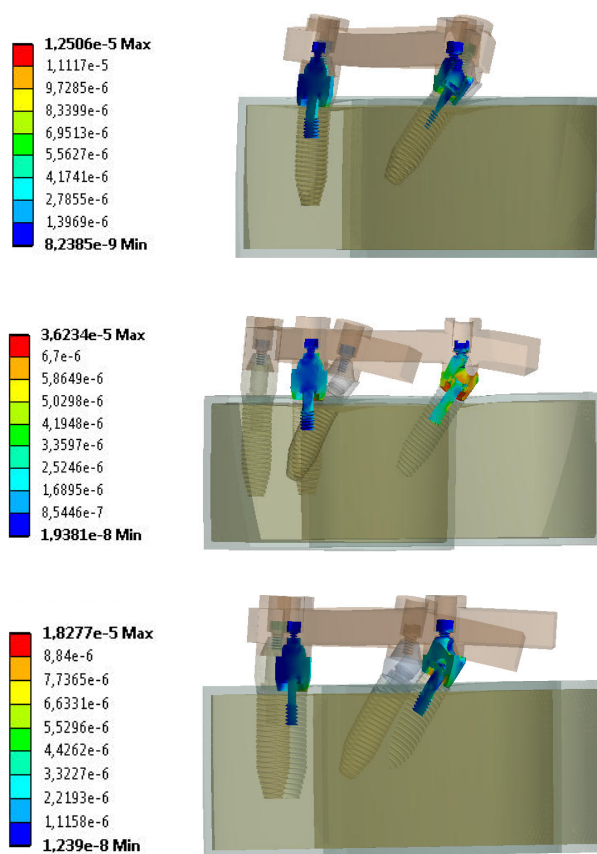 1,2506e-5 Max
1,1117e-5
9,7285e-6
8,3399e-6
6,9513e-6
5,5627e-6
4,1741e-6
2,7855e-6
1,3969e-6
8,2385e-9 Min
3,6234e-5 Max
6,7e-6
5,8649e-6
5,0298e-6
4,1948e-6
3,3597e-6
2,5246e-6
1,6895e-6
8,5446e-7
1,9381e-8 Min
1,8277e-5 Max
8,84e-6
7,7365e-6
6,6331e-6
5,5296e-6
4,4262e-6
3,3227e-6
2,2193e-6
1,1158e-6
1,239e-8 Min